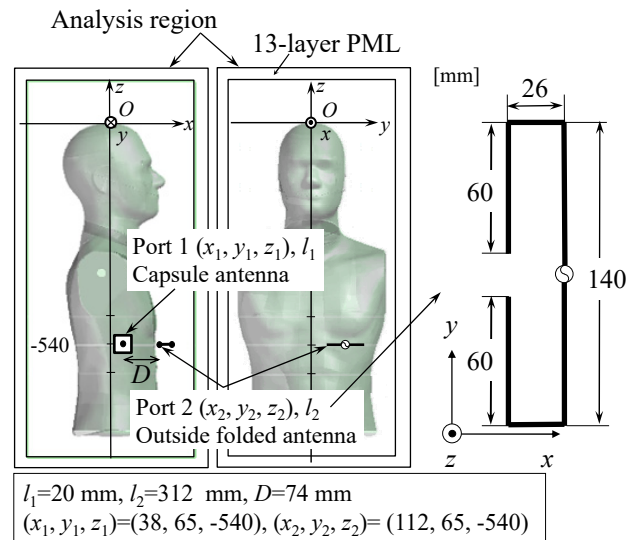 Analysis region
13-layer PML
[mm]
z
O
y
x
z
O
x
y
26
60
140
60
y
z
x
Port 1 (x₁, y₁, z₁), l₁
Capsule antenna
-540
D
Port 2 (x₂, y₂, z₂), l₂
Outside folded antenna
l₁=20 mm, l₂=312 mm, D=74 mm
(x₁, y₁, z₁)=(38, 65, -540), (x₂, y₂, z₂)= (112, 65, -540)